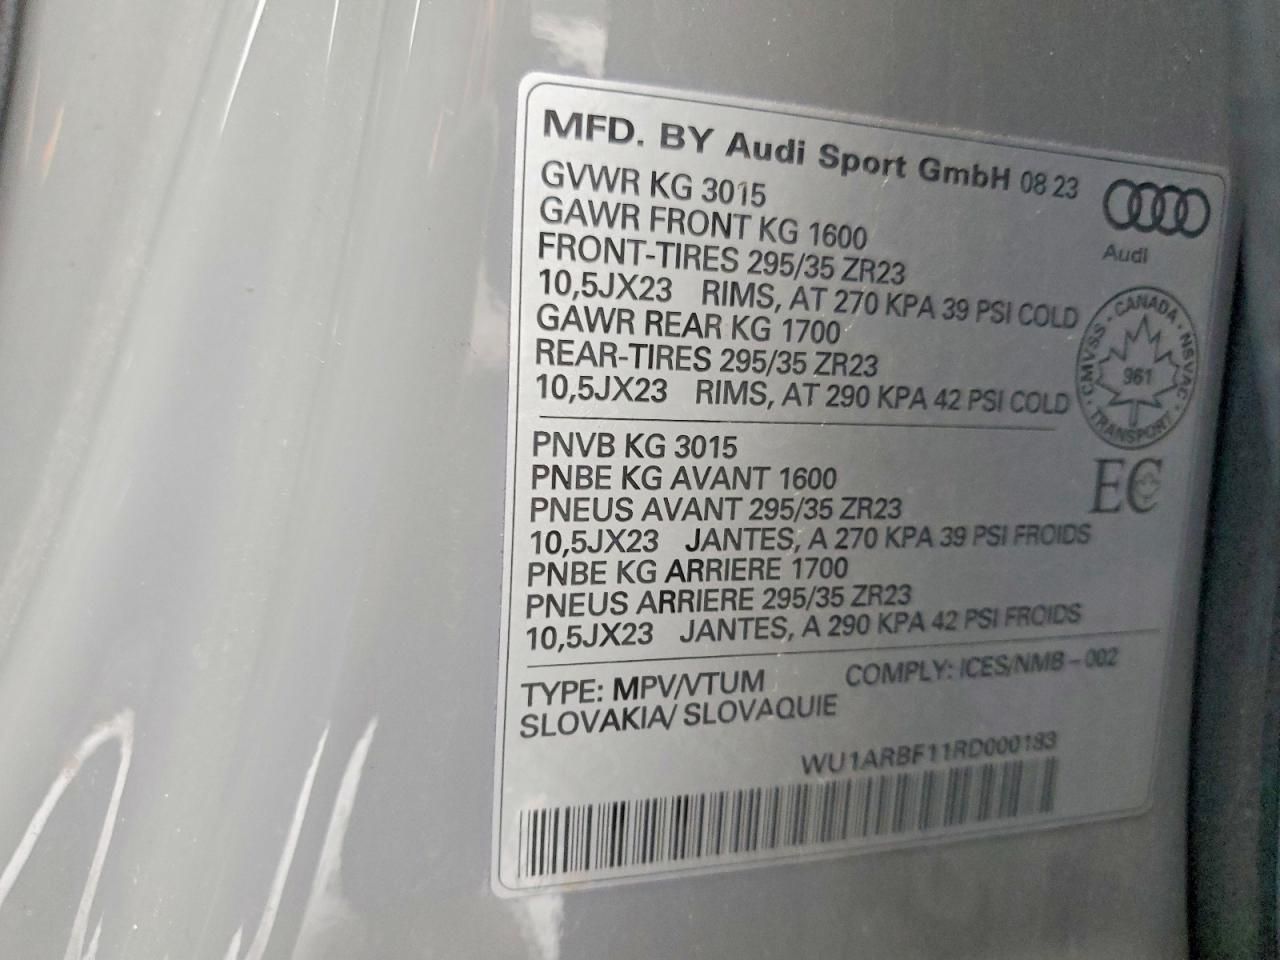 MFD. BY Audi Sport GmbH 08 23
GVWR KG 3015
GAWR FRONT KG 1600
FRONT-TIRES 295/35 ZR23
10,5JX23 RIMS, AT 270 KPA 39 PSI COLD
GAWR REAR KG 1700
REAR-TIRES 295/35 ZR23
10,5JX23 RIMS, AT 290 KPA 42 PSI COLD
Audi
CANADA · NSVAC · TRANSPORT · CMVSS ·
961
EC
PNVB KG 3015
PNBE KG AVANT 1600
PNEUS AVANT 295/35 ZR23
10,5JX23 JANTES, A 270 KPA 39 PSI FROIDS
PNBE KG ARRIERE 1700
PNEUS ARRIERE 295/35 ZR23
10,5JX23 JANTES, A 290 KPA 42 PSI FROIDS
TYPE: MPV/VTUM COMPLY: ICES/NMB - 002
SLOVAKIA/ SLOVAQUIE
WU1ARBF11RD000183